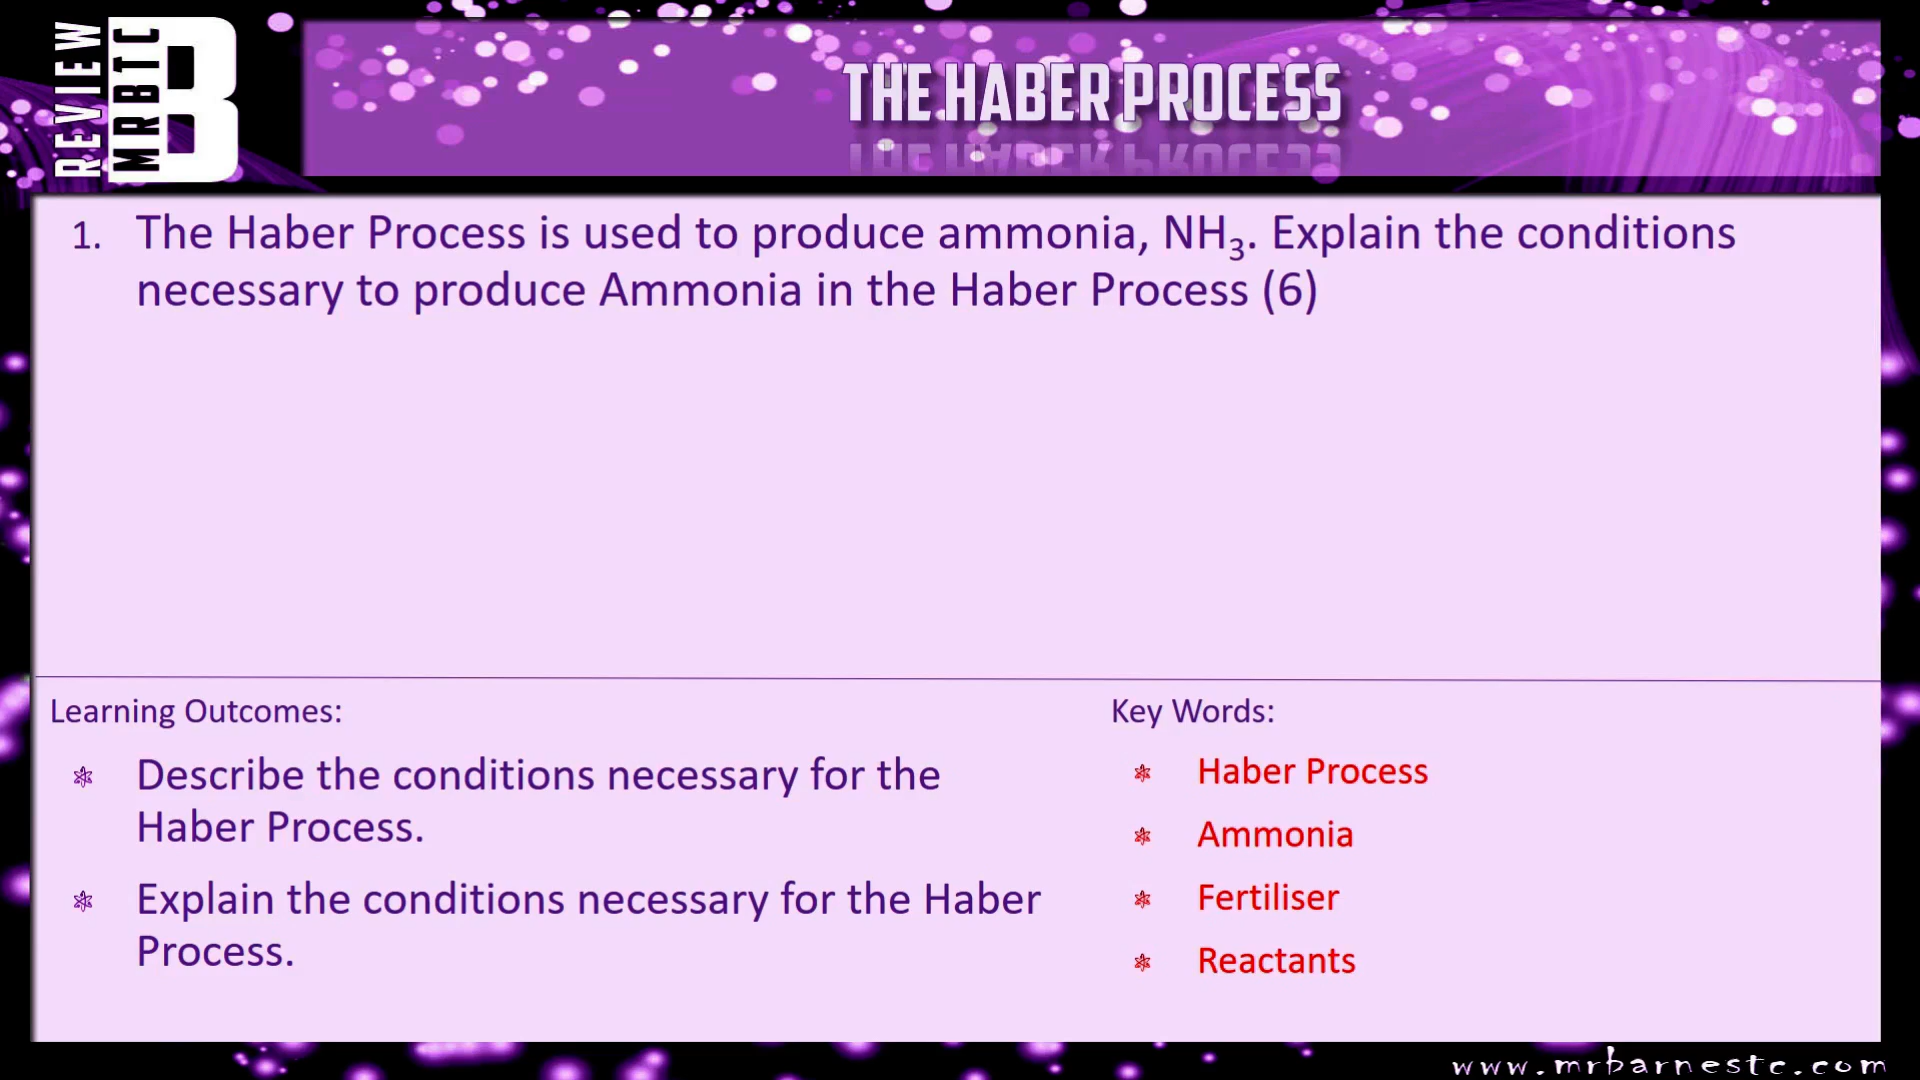 REVIEW
MRBTC
B
THE HABER PROCESS
1. The Haber Process is used to produce ammonia, NH₃. Explain the conditions
necessary to produce Ammonia in the Haber Process (6)
Learning Outcomes:
Describe the conditions necessary for the
Haber Process.
Explain the conditions necessary for the Haber
Process.
Key Words:
Haber Process
Ammonia
Fertiliser
Reactants
www.mrbarnestc.com